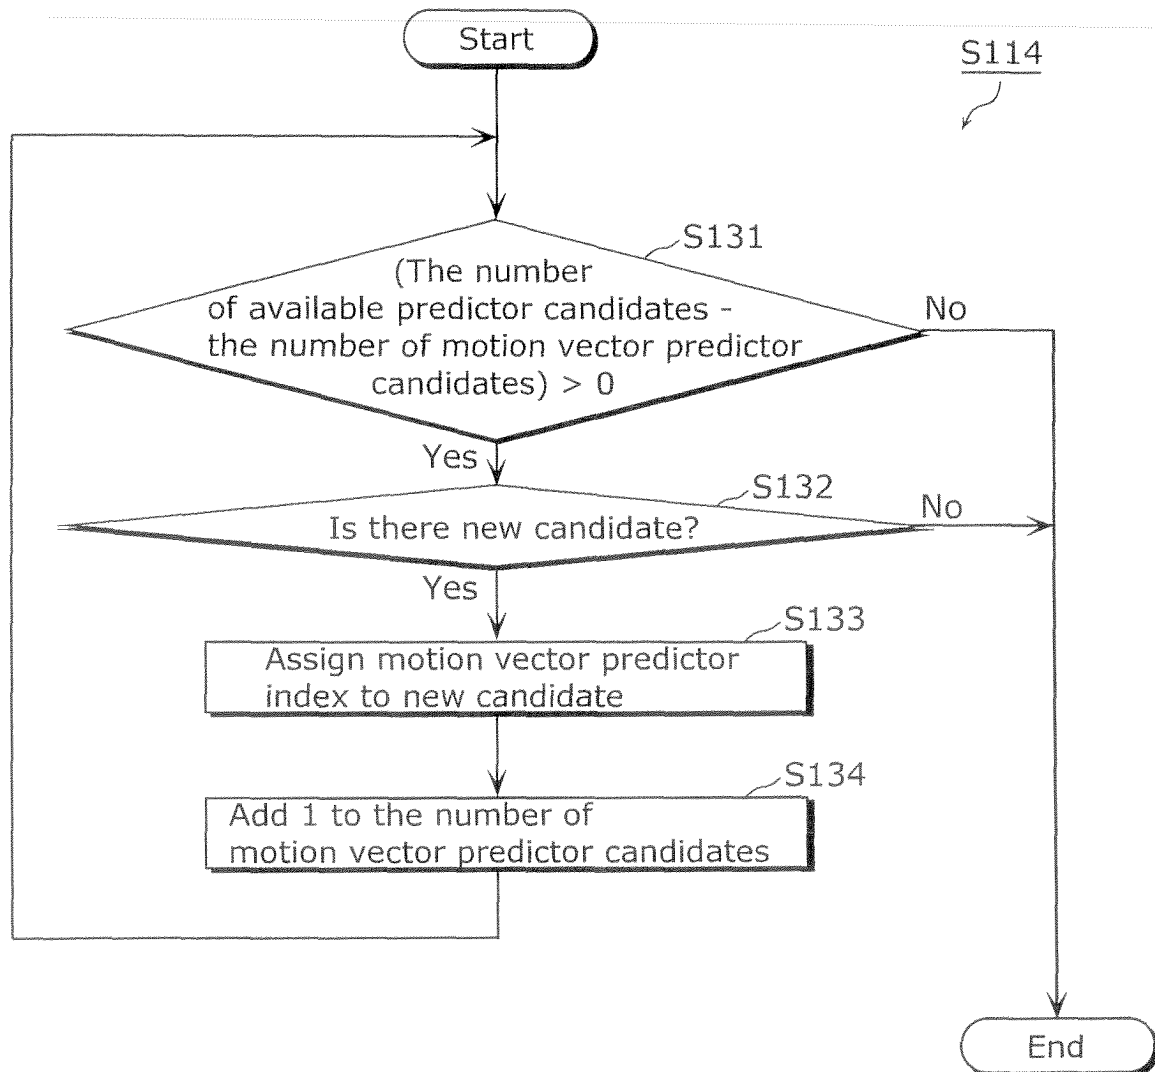 Start
S114
S131
(The number
of available predictor candidates -
the number of motion vector predictor
candidates) > 0
No
Yes
S132
Is there new candidate?
No
Yes
S133
Assign motion vector predictor
index to new candidate
S134
Add 1 to the number of
motion vector predictor candidates
End